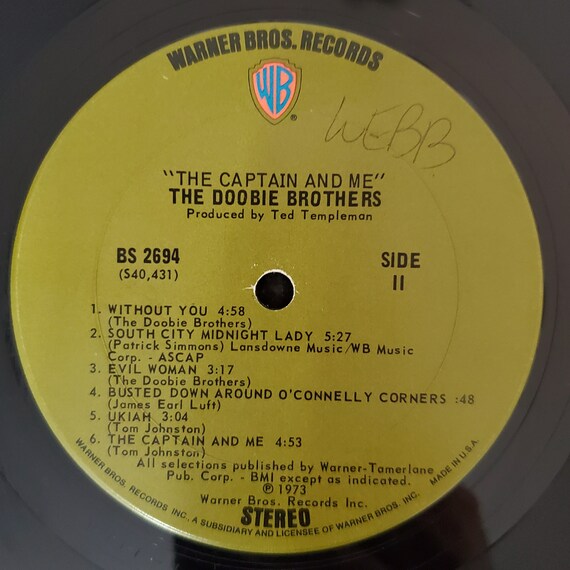 WARNER BROS. RECORDS
WB
®
WEBB
"THE CAPTAIN AND ME"
THE DOOBIE BROTHERS
Produced by Ted Templeman
BS 2694
(S40,431)
SIDE
II
1. WITHOUT YOU 4:58
(The Doobie Brothers)
2. SOUTH CITY MIDNIGHT LADY 5:27
(Patrick Simmons) Lansdowne Music/WB Music
Corp. - ASCAP
3. EVIL WOMAN 3:17
(The Doobie Brothers)
4. BUSTED DOWN AROUND O'CONNELLY CORNERS :48
(James Earl Luft)
5. UKIAH 3:04
(Tom Johnston)
6. THE CAPTAIN AND ME 4:53
(Tom Johnston)
All selections published by Warner-Tamerlane
Pub. Corp. - BMI except as indicated.
℗ 1973
Warner Bros. Records Inc.
STEREO
WARNER BROS. RECORDS INC. A SUBSIDIARY AND LICENSEE OF WARNER BROS. INC. MADE IN U.S.A.